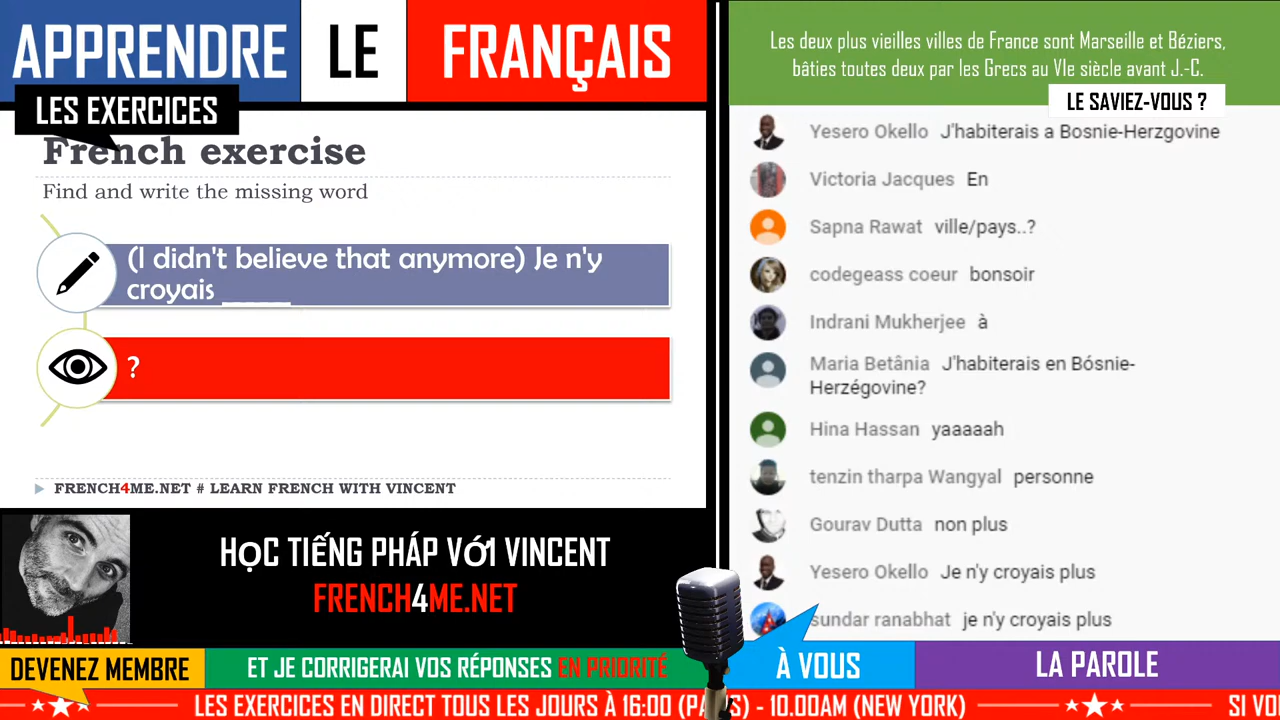 APPRENDRE LE FRANÇAIS
LES EXERCICES
French exercise
Find and write the missing word
(I didn't believe that anymore) Je n'y
croyais _____
?
FRENCH4ME.NET # LEARN FRENCH WITH VINCENT
HỌC TIẾNG PHÁP VỚI VINCENT
FRENCH4ME.NET
DEVENEZ MEMBRE
ET JE CORRIGERAI VOS RÉPONSES EN PRIORITÉ
Les deux plus vieilles villes de France sont Marseille et Béziers,
bâties toutes deux par les Grecs au VIe siècle avant J.-C.
LE SAVIEZ-VOUS ?
Yesero Okello J'habiterais a Bosnie-Herzgovine
Victoria Jacques En
Sapna Rawat ville/pays..?
codegeass coeur bonsoir
Indrani Mukherjee à
Maria Betânia J'habiterais en Bósnie-
Herzégovine?
Hina Hassan yaaaaah
tenzin tharpa Wangyal personne
Gourav Dutta non plus
Yesero Okello Je n'y croyais plus
sundar ranabhat je n'y croyais plus
À VOUS
LA PAROLE
LES EXERCICES EN DIRECT TOUS LES JOURS À 16:00 - 10.00AM (NEW YORK)